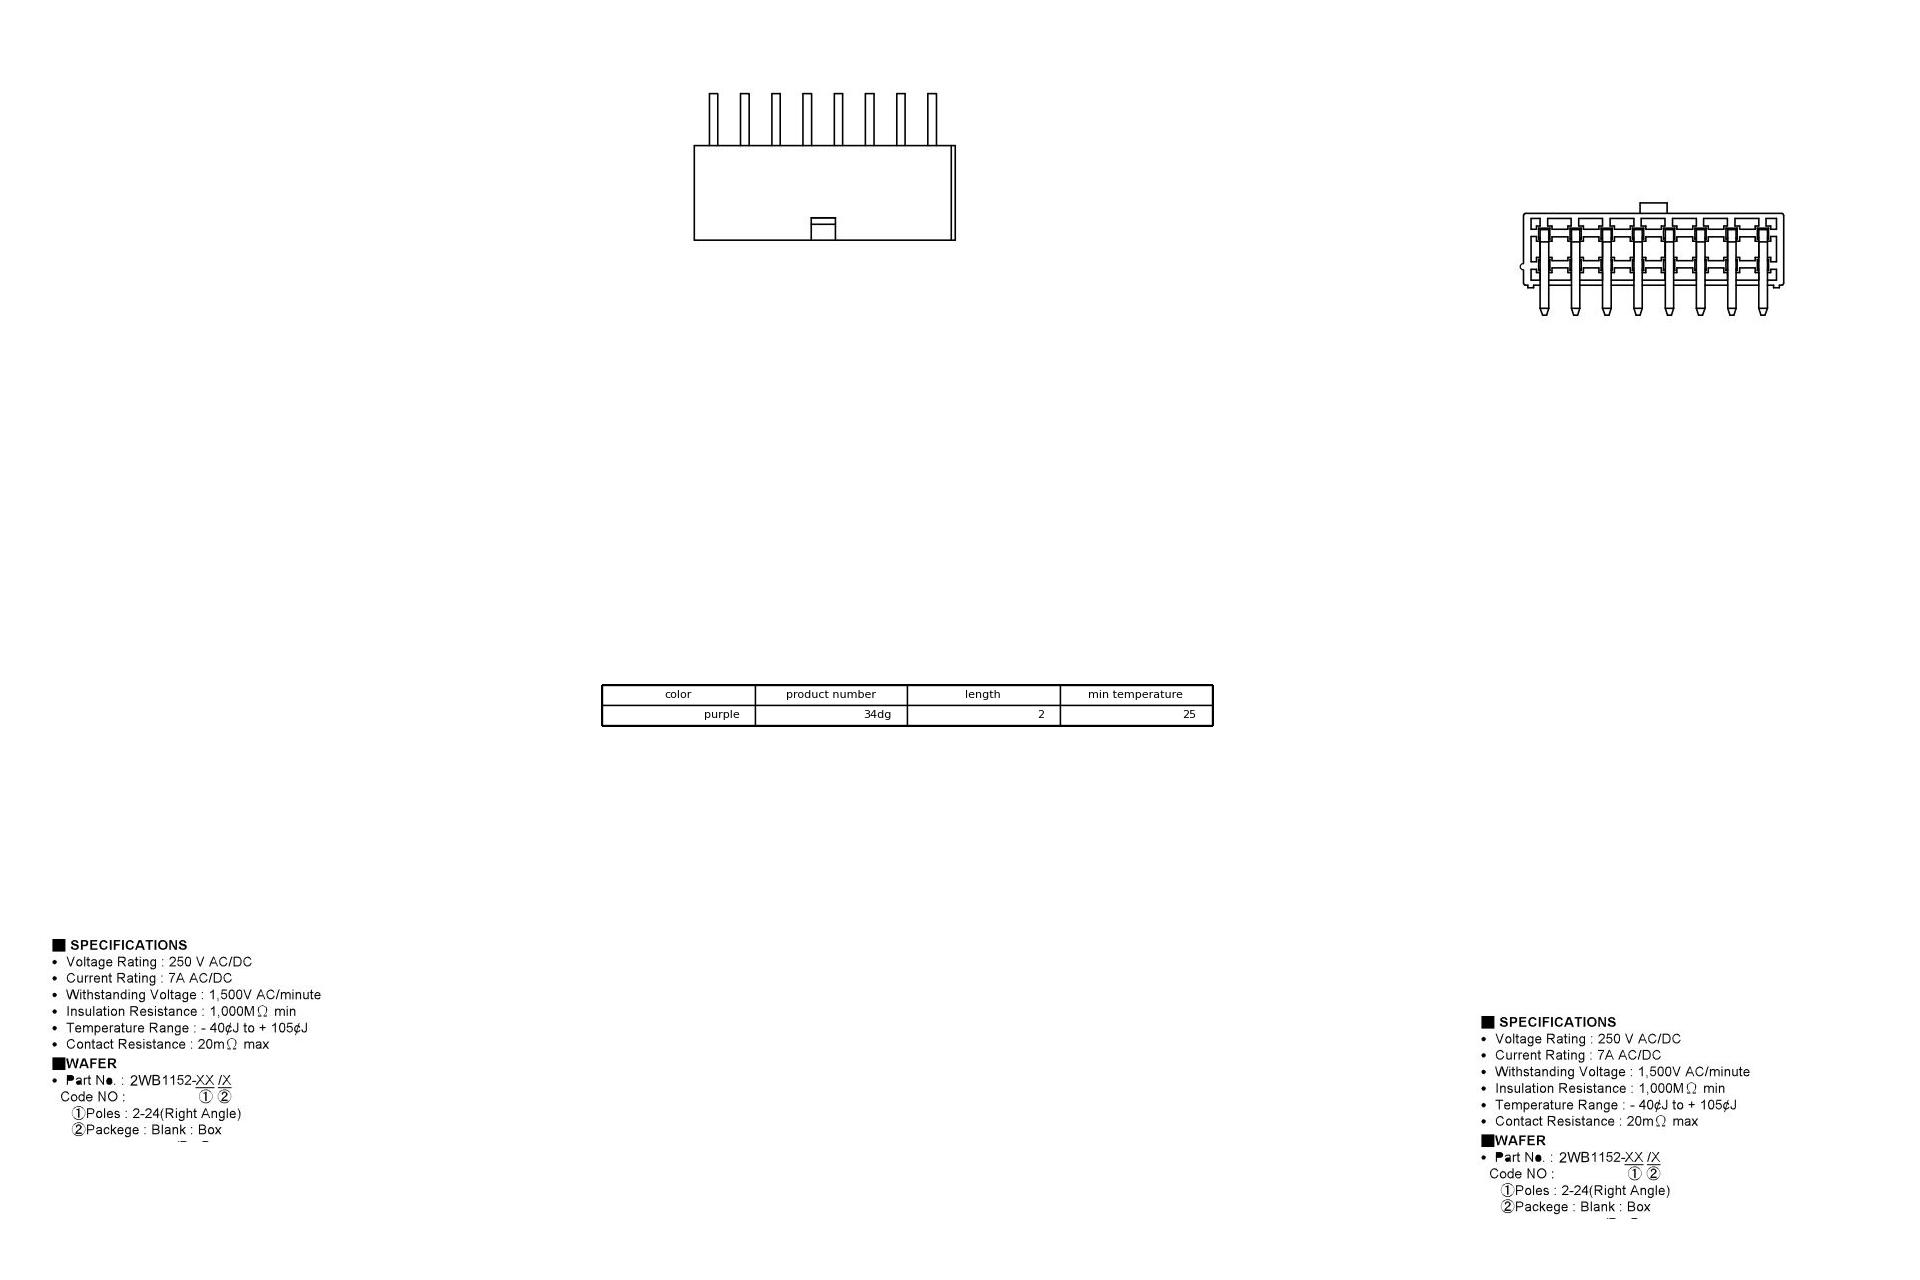 color product number length min temperature
purple 34dg 2 25
■ SPECIFICATIONS
• Voltage Rating : 250 V AC/DC
• Current Rating : 7A AC/DC
• Withstanding Voltage : 1,500V AC/minute
• Insulation Resistance : 1,000MΩ min
• Temperature Range : - 40¢J to + 105¢J
• Contact Resistance : 20mΩ max
■WAFER
• Part No. : 2WB1152-XX /X
Code NO : ① ②
①Poles : 2-24(Right Angle)
②Packege : Blank : Box
■ SPECIFICATIONS
• Voltage Rating : 250 V AC/DC
• Current Rating : 7A AC/DC
• Withstanding Voltage : 1,500V AC/minute
• Insulation Resistance : 1,000MΩ min
• Temperature Range : - 40¢J to + 105¢J
• Contact Resistance : 20mΩ max
■WAFER
• Part No. : 2WB1152-XX /X
Code NO : ① ②
①Poles : 2-24(Right Angle)
②Packege : Blank : Box